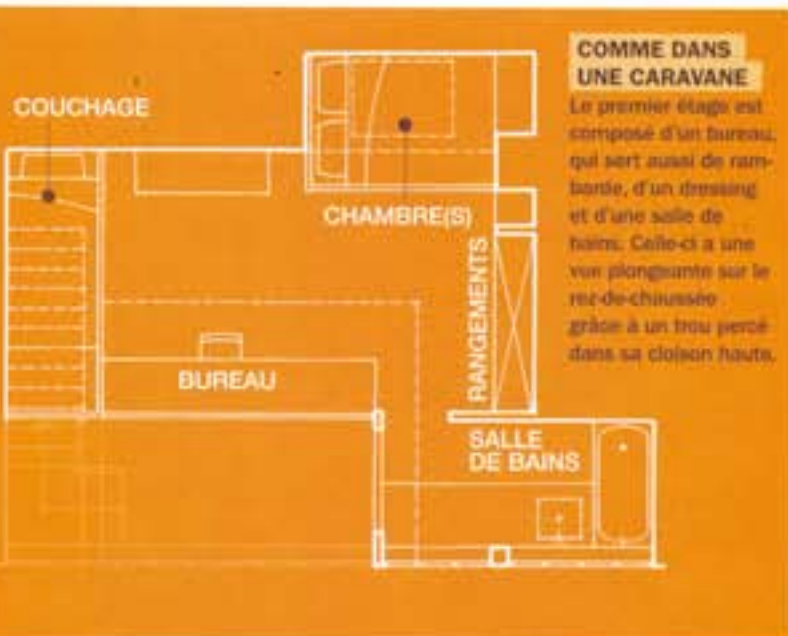 COMME DANS
UNE CARAVANE
Le premier étage est
composé d'un bureau,
qui sert aussi de ram-
barde, d'un dressing
et d'une salle de
bains. Celle-ci a une
vue plongeante sur le
rez-de-chaussée
grâce à un trou percé
dans sa cloison haute.
COUCHAGE
CHAMBRE(S)
RANGEMENTS
BUREAU
SALLE
DE BAINS